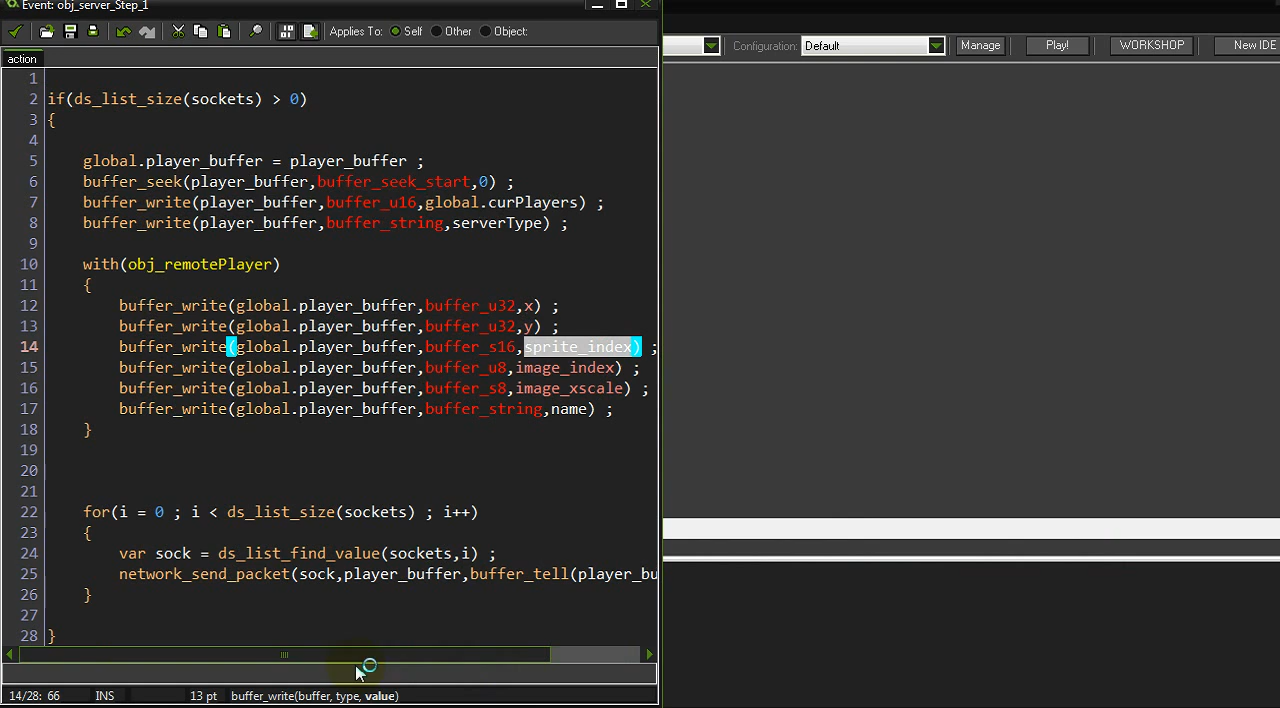 Event: obj_server_Step_1
Applies To: Self Other Object:
Configuration: Default Manage Play! WORKSHOP New IDE
action
1
2 if(ds_list_size(sockets) > 0)
3 {
4
5 global.player_buffer = player_buffer ;
6 buffer_seek(player_buffer,buffer_seek_start,0) ;
7 buffer_write(player_buffer,buffer_u16,global.curPlayers) ;
8 buffer_write(player_buffer,buffer_string,serverType) ;
9
10 with(obj_remotePlayer)
11 {
12 buffer_write(global.player_buffer,buffer_u32,x) ;
13 buffer_write(global.player_buffer,buffer_u32,y) ;
14 buffer_write(global.player_buffer,buffer_s16,sprite_index) ;
15 buffer_write(global.player_buffer,buffer_u8,image_index) ;
16 buffer_write(global.player_buffer,buffer_s8,image_xscale) ;
17 buffer_write(global.player_buffer,buffer_string,name) ;
18 }
19
20
21
22 for(i = 0 ; i < ds_list_size(sockets) ; i++)
23 {
24 var sock = ds_list_find_value(sockets,i) ;
25 network_send_packet(sock,player_buffer,buffer_tell(player_bu
26 }
27
28 }
14/28: 66 INS 13 pt buffer_write(buffer, type, value)